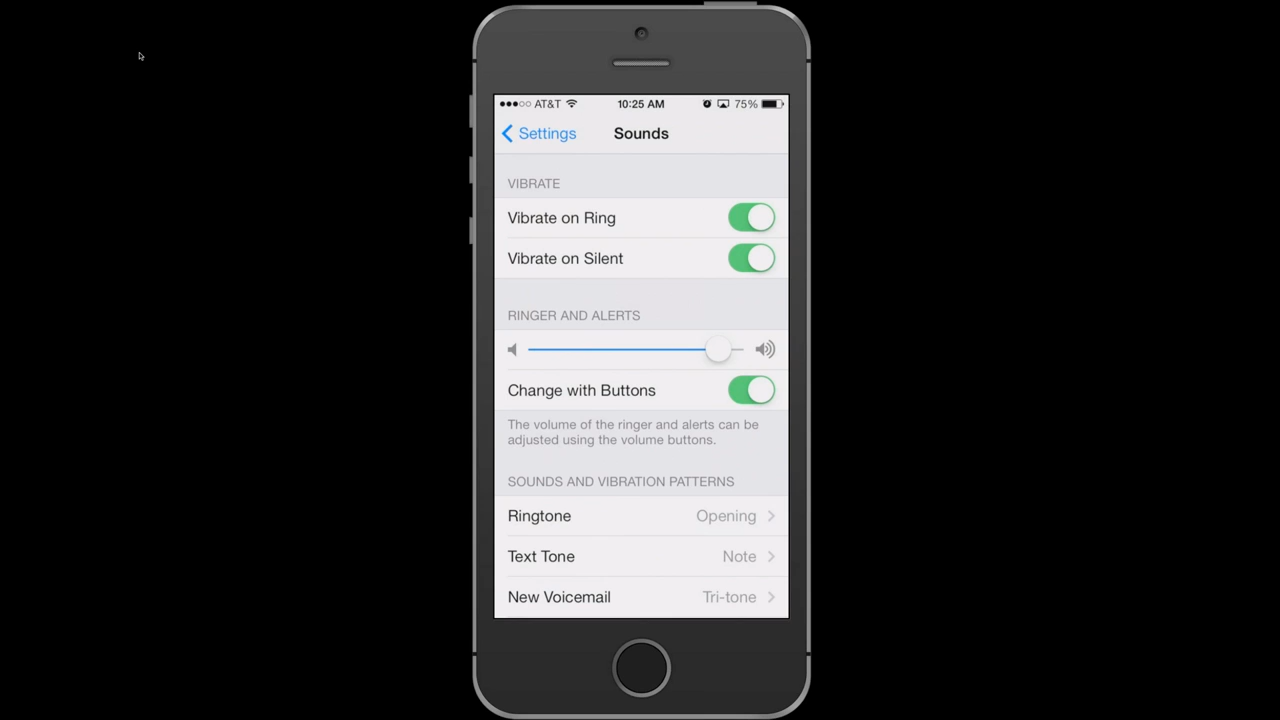 AT&T 10:25 AM 75%
Settings Sounds
VIBRATE
Vibrate on Ring
Vibrate on Silent
RINGER AND ALERTS
Change with Buttons
The volume of the ringer and alerts can be
adjusted using the volume buttons.
SOUNDS AND VIBRATION PATTERNS
Ringtone Opening
Text Tone Note
New Voicemail Tri-tone